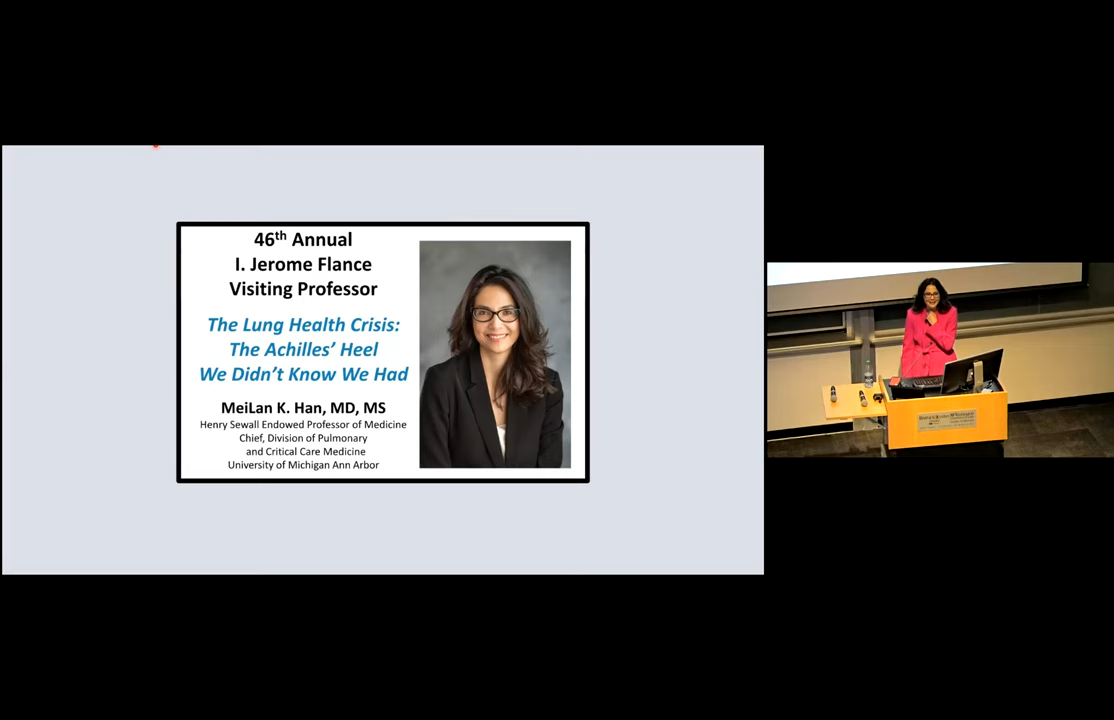 46th Annual
I. Jerome Flance
Visiting Professor
The Lung Health Crisis:
The Achilles’ Heel
We Didn’t Know We Had
MeiLan K. Han, MD, MS
Henry Sewall Endowed Professor of Medicine
Chief, Division of Pulmonary
and Critical Care Medicine
University of Michigan Ann Arbor